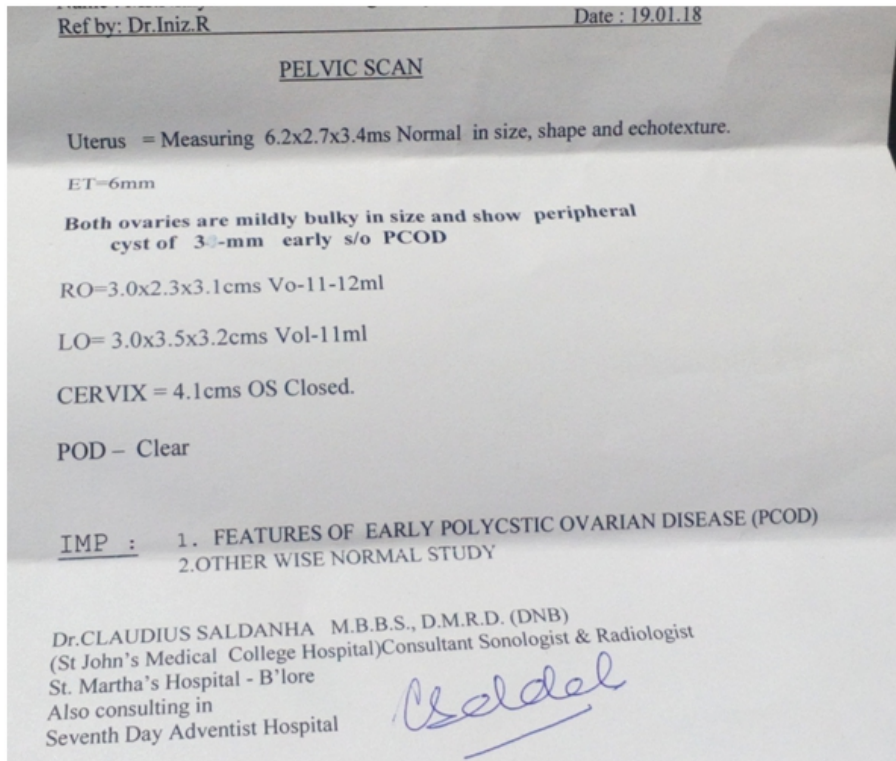 Ref by: Dr.Iniz.R
Date : 19.01.18
PELVIC SCAN
Uterus = Measuring 6.2x2.7x3.4ms Normal in size, shape and echotexture.
ET=6mm
Both ovaries are mildly bulky in size and show peripheral
cyst of -mm early s/o PCOD
RO=3.0x2.3x3.1cms Vo-11-12ml
LO= 3.0x3.5x3.2cms Vol-11ml
CERVIX = 4.1cms OS Closed.
POD – Clear
IMP : 1. FEATURES OF EARLY POLYCSTIC OVARIAN DISEASE (PCOD)
2.OTHER WISE NORMAL STUDY
Dr.CLAUDIUS SALDANHA M.B.B.S., D.M.R.D. (DNB)
(St John's Medical College Hospital)Consultant Sonologist & Radiologist
St. Martha's Hospital - B'lore
Also consulting in
Seventh Day Adventist Hospital